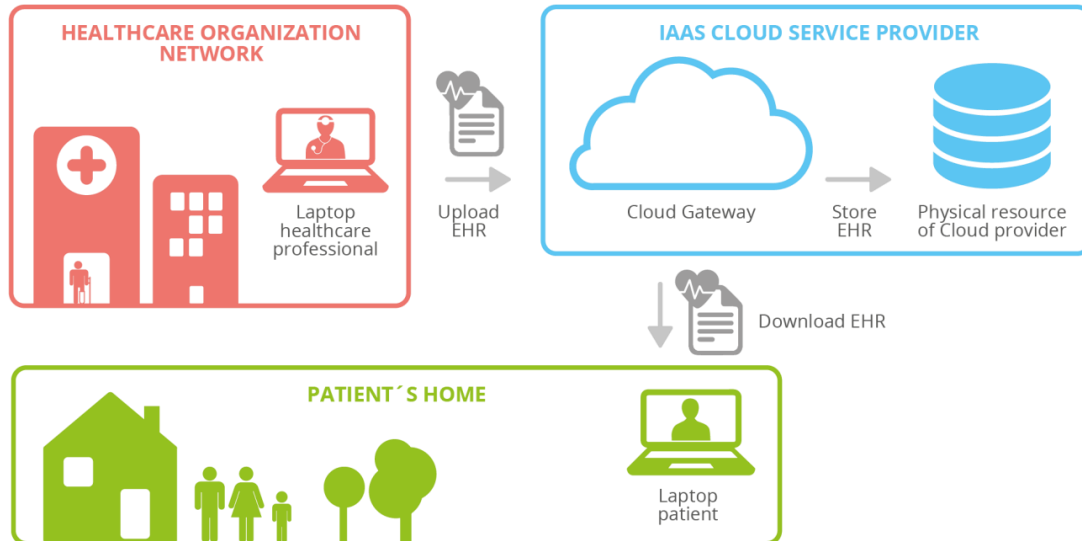 HEALTHCARE ORGANIZATION
NETWORK
Laptop
healthcare
professional
Upload
EHR
IAAS CLOUD SERVICE PROVIDER
Cloud Gateway
Store
EHR
Physical resource
of Cloud provider
Download EHR
PATIENT´S HOME
Laptop
patient